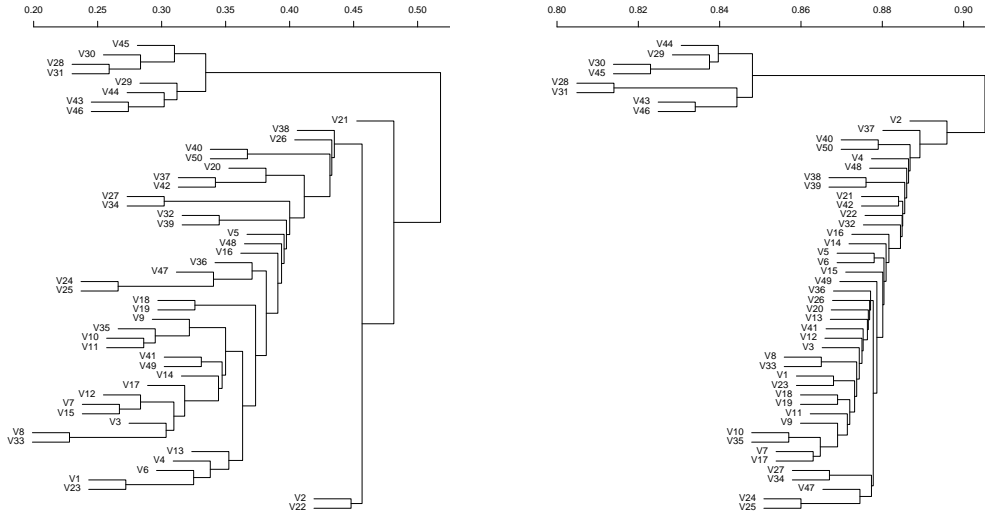 0.20 0.25 0.30 0.35 0.40 0.45 0.50
V45
V30
V28
V31
V29
V44
V43
V46
V21
V38
V26
V40
V50
V20
V37
V42
V27
V34
V32
V39
V5
V48
V16
V36
V47
V24
V25
V18
V19
V9
V35
V10
V11
V41
V49
V14
V17
V12
V7
V15
V3
V8
V33
V13
V4
V6
V1
V23
V2
V22
0.80 0.82 0.84 0.86 0.88 0.90
V44
V29
V30
V45
V28
V31
V43
V46
V2
V37
V40
V50
V4
V48
V38
V39
V21
V42
V22
V32
V16
V14
V5
V6
V15
V49
V36
V26
V20
V13
V41
V12
V3
V8
V33
V1
V23
V18
V19
V11
V9
V10
V35
V7
V17
V27
V34
V47
V24
V25